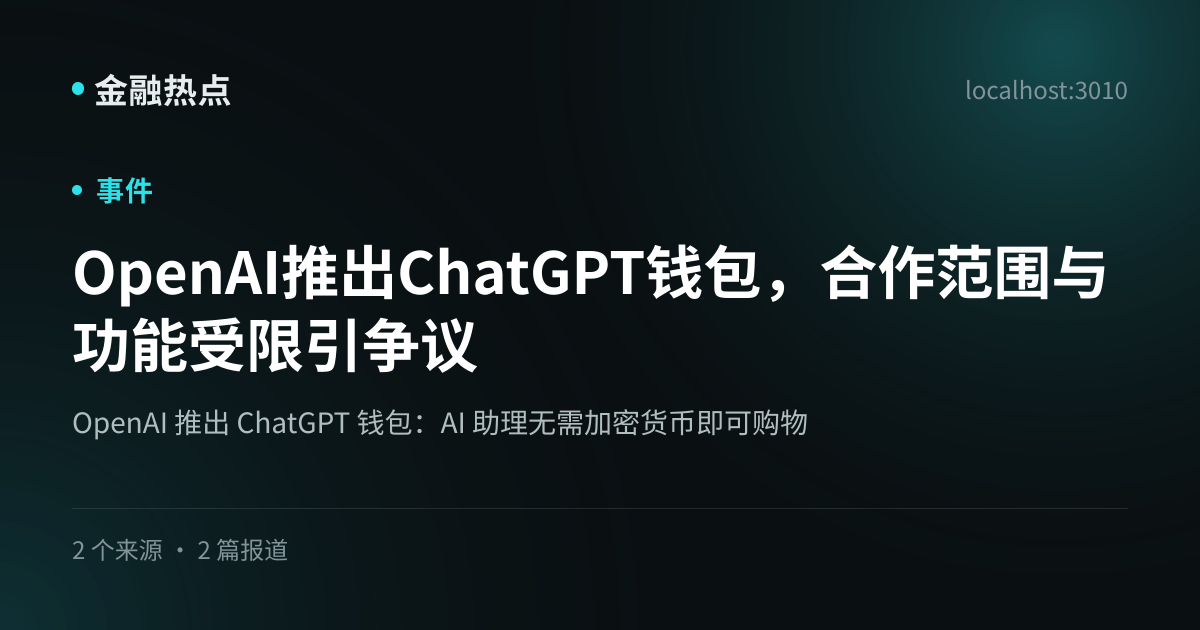 金融热点
localhost:3010
事件
OpenAI推出ChatGPT钱包，合作范围与
功能受限引争议
OpenAI 推出 ChatGPT 钱包：AI 助理无需加密货币即可购物
2 个来源 · 2 篇报道